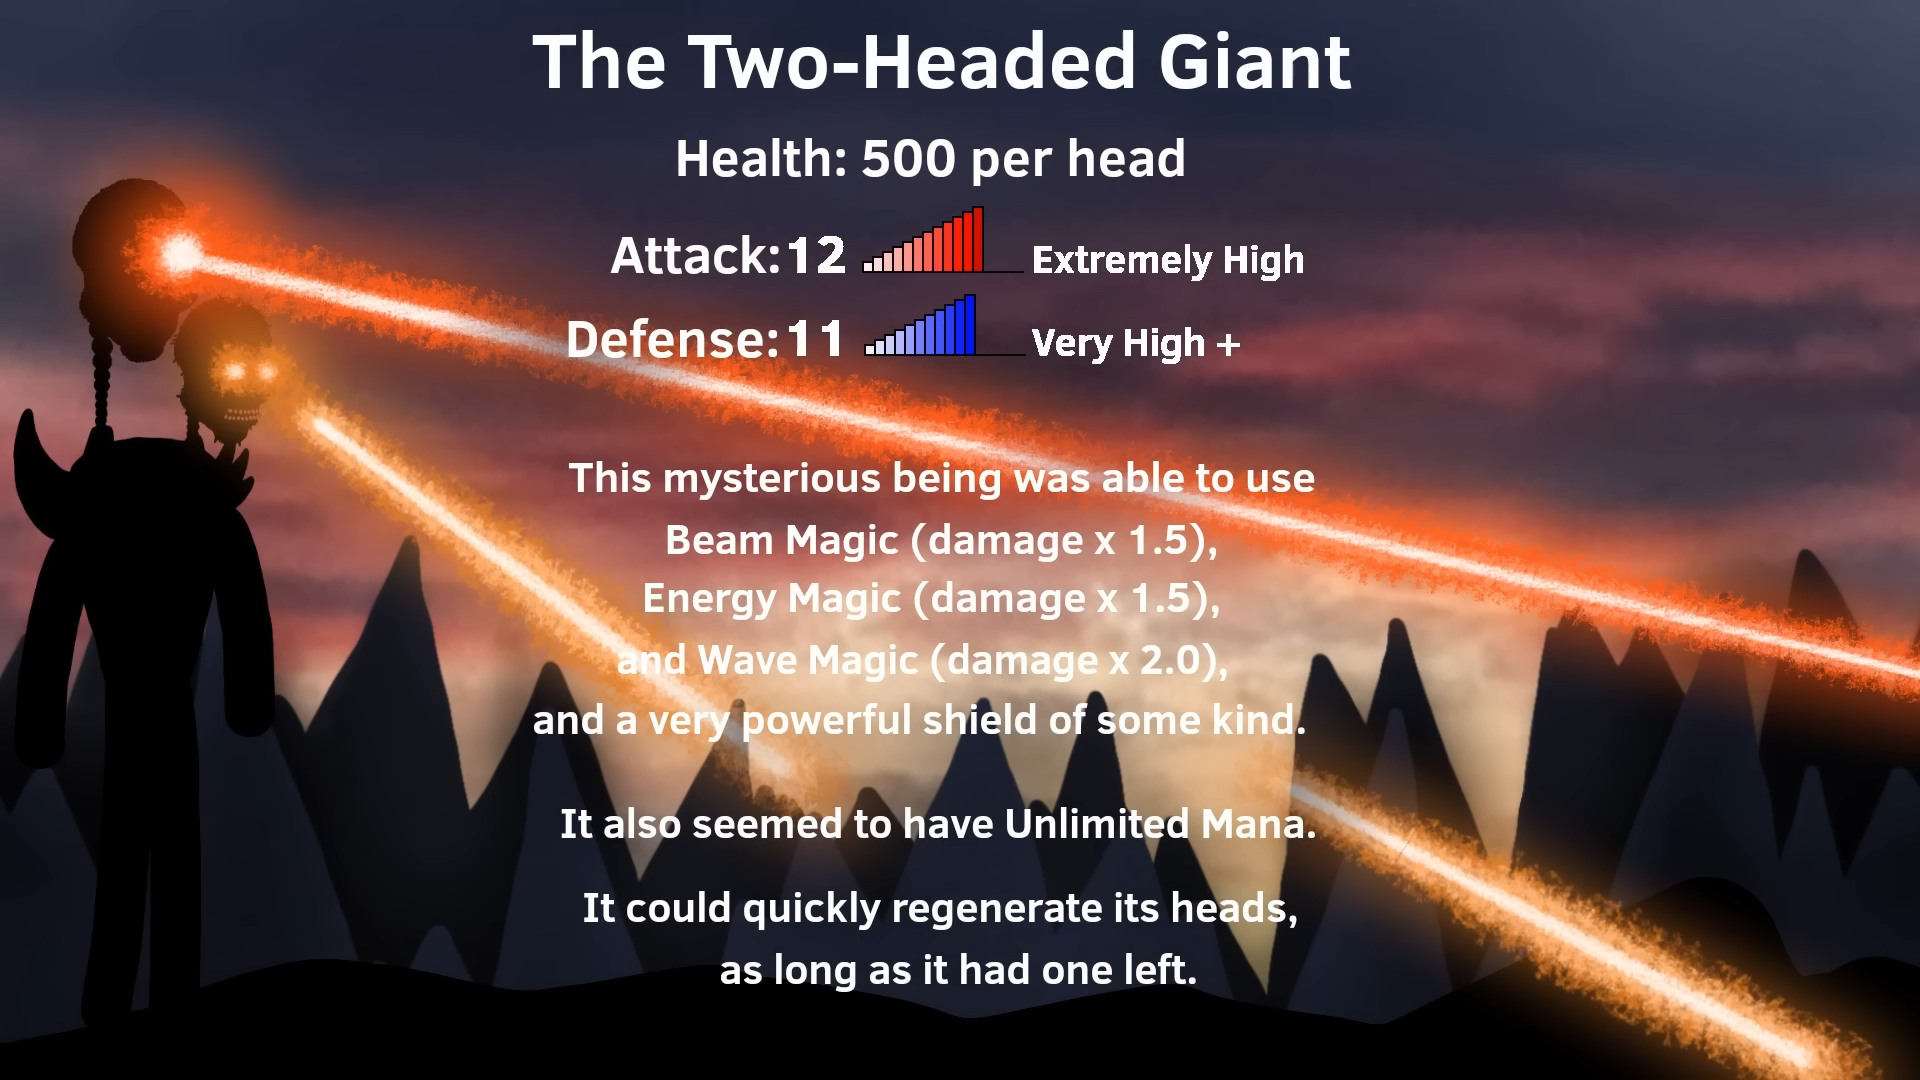 The Two-Headed Giant
Health: 500 per head
Attack: 12 Extremely High
Defense: 11 Very High +
This mysterious being was able to use
Beam Magic (damage x 1.5),
Energy Magic (damage x 1.5),
and Wave Magic (damage x 2.0),
and a very powerful shield of some kind.
It also seemed to have Unlimited Mana.
It could quickly regenerate its heads,
as long as it had one left.